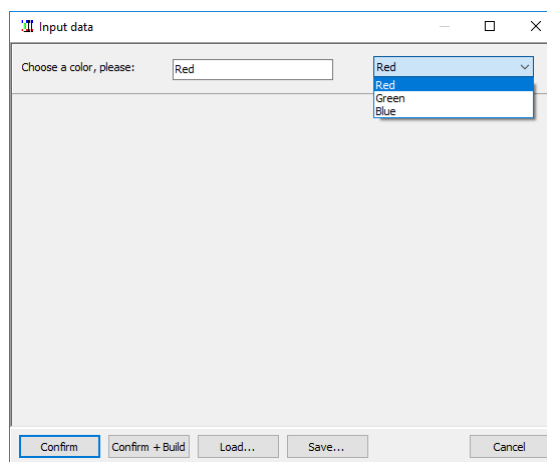 Input data
Choose a color, please: Red Red
Red
Green
Blue
Confirm Confirm + Build Load... Save... Cancel